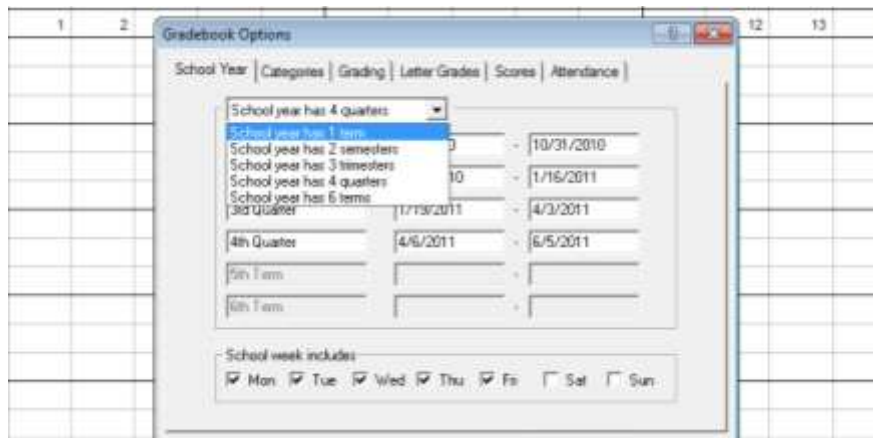 1 2 12 13
Gradebook Options
School Year Categories Grading Letter Grades Scores Attendance
School year has 4 quarters
School year has 1 term
School year has 2 semesters
School year has 3 trimesters
School year has 4 quarters
School year has 6 terms
- 10/31/2010
10 - 1/16/2011
3rd Quarter 1/19/2011 - 4/3/2011
4th Quarter 4/6/2011 - 6/5/2011
5th Term -
6th Term -
School week includes
Mon Tue Wed Thu Fri Sat Sun